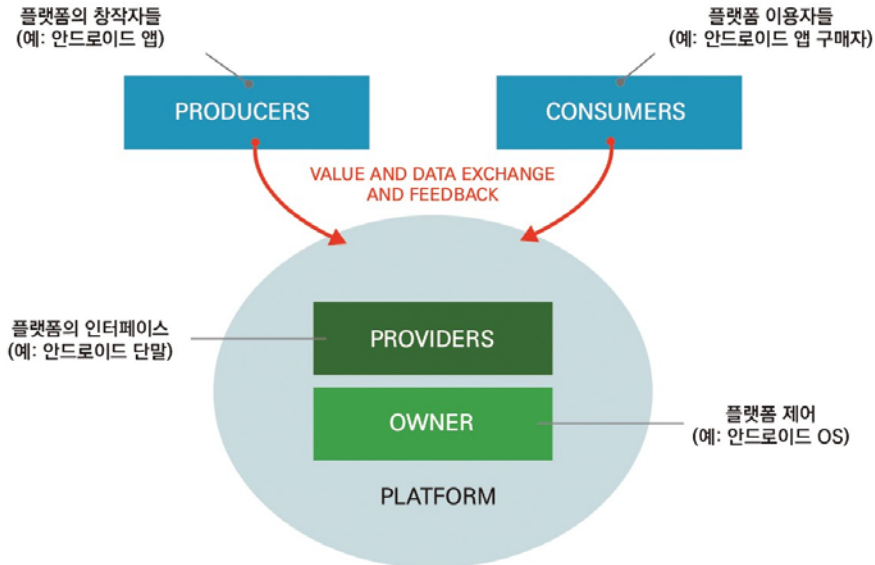 플랫폼의 창작자들
(예: 안드로이드 앱)
플랫폼 이용자들
(예: 안드로이드 앱 구매자)
PRODUCERS
CONSUMERS
VALUE AND DATA EXCHANGE
AND FEEDBACK
플랫폼의 인터페이스
(예: 안드로이드 단말)
PROVIDERS
OWNER
플랫폼 제어
(예: 안드로이드 OS)
PLATFORM